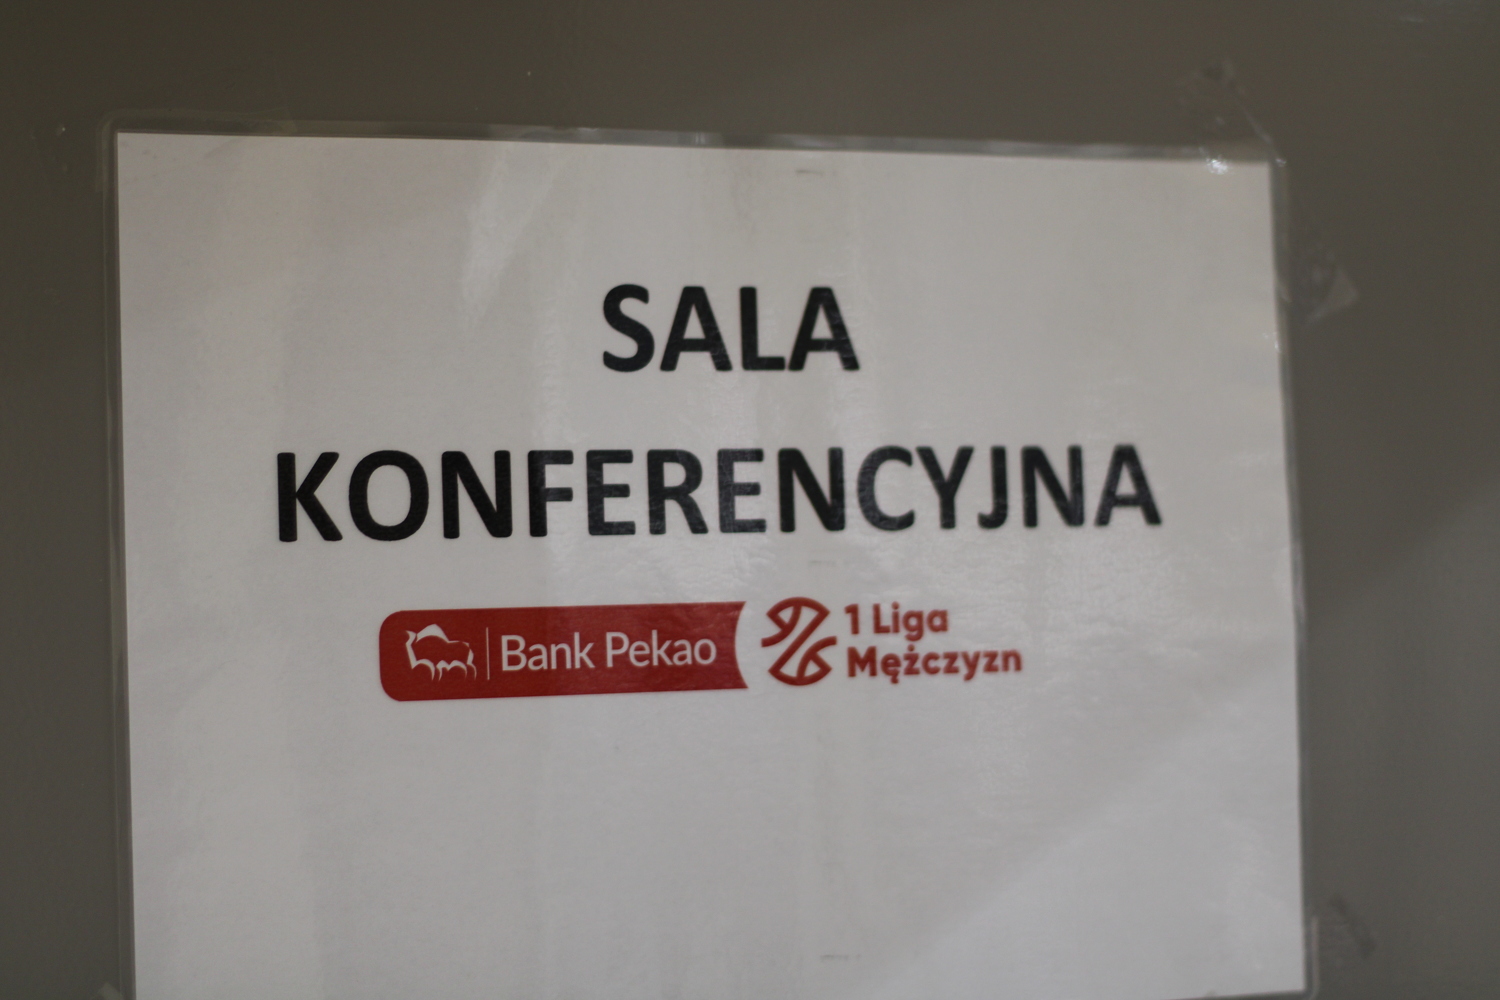 SALA
KONFERENCYJNA
Bank Pekao
1 Liga
Mężczyzn